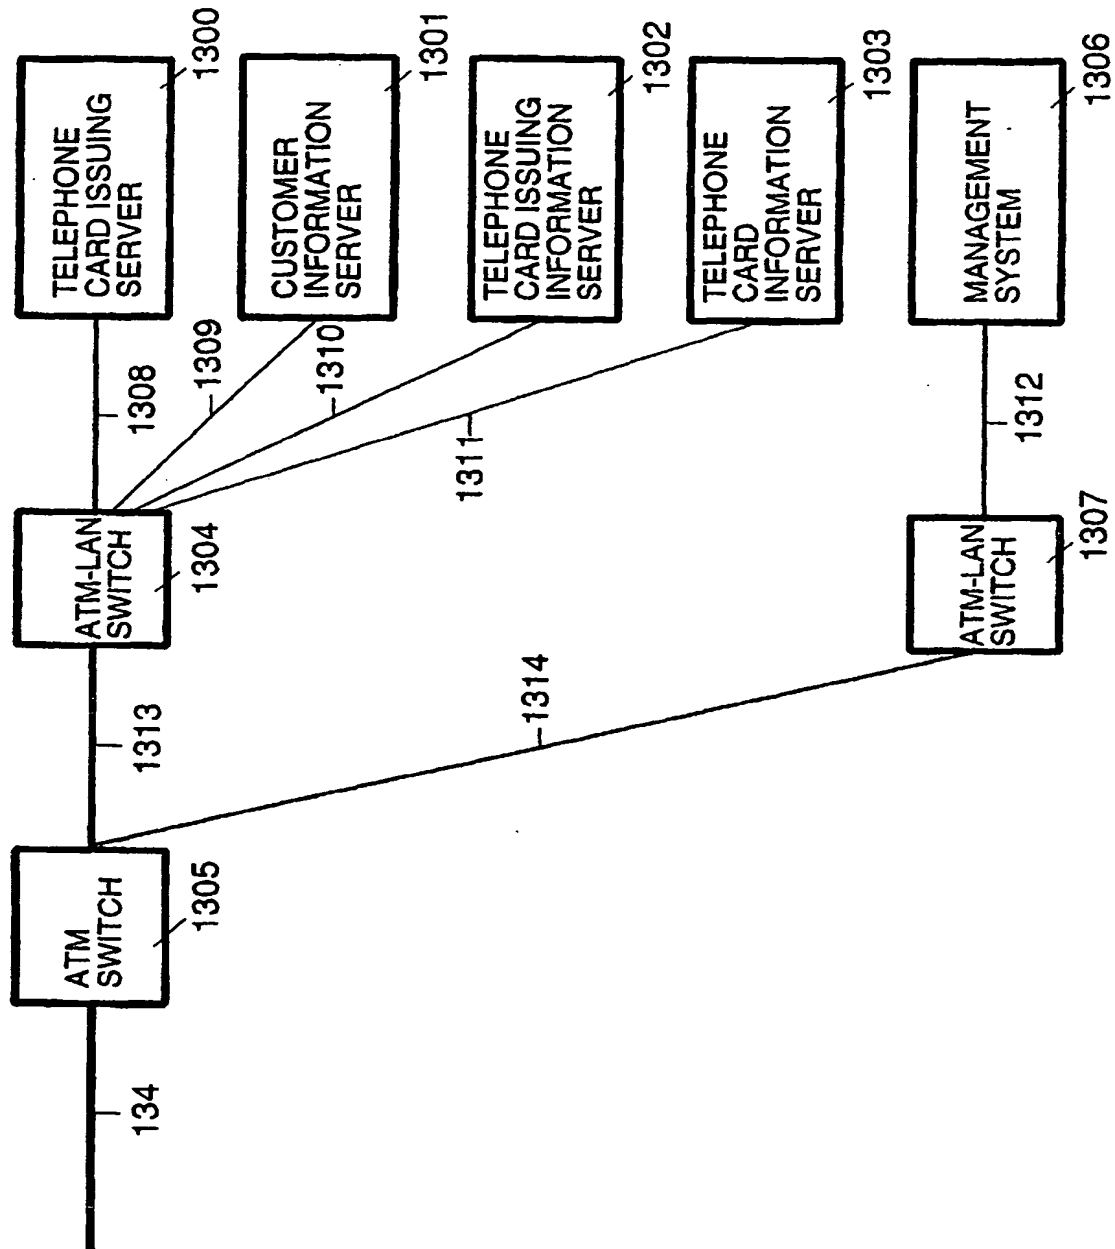 TELEPHONE
CARD ISSUING
SERVER
1300
CUSTOMER
INFORMATION
SERVER
1301
TELEPHONE
CARD ISSUING
INFORMATION
SERVER
1302
TELEPHONE
CARD
INFORMATION
SERVER
1303
MANAGEMENT
SYSTEM
1306
1308
1309
1310
1311
1312
ATM-LAN
SWITCH
1304
ATM-LAN
SWITCH
1307
1313
1314
ATM
SWITCH
1305
134